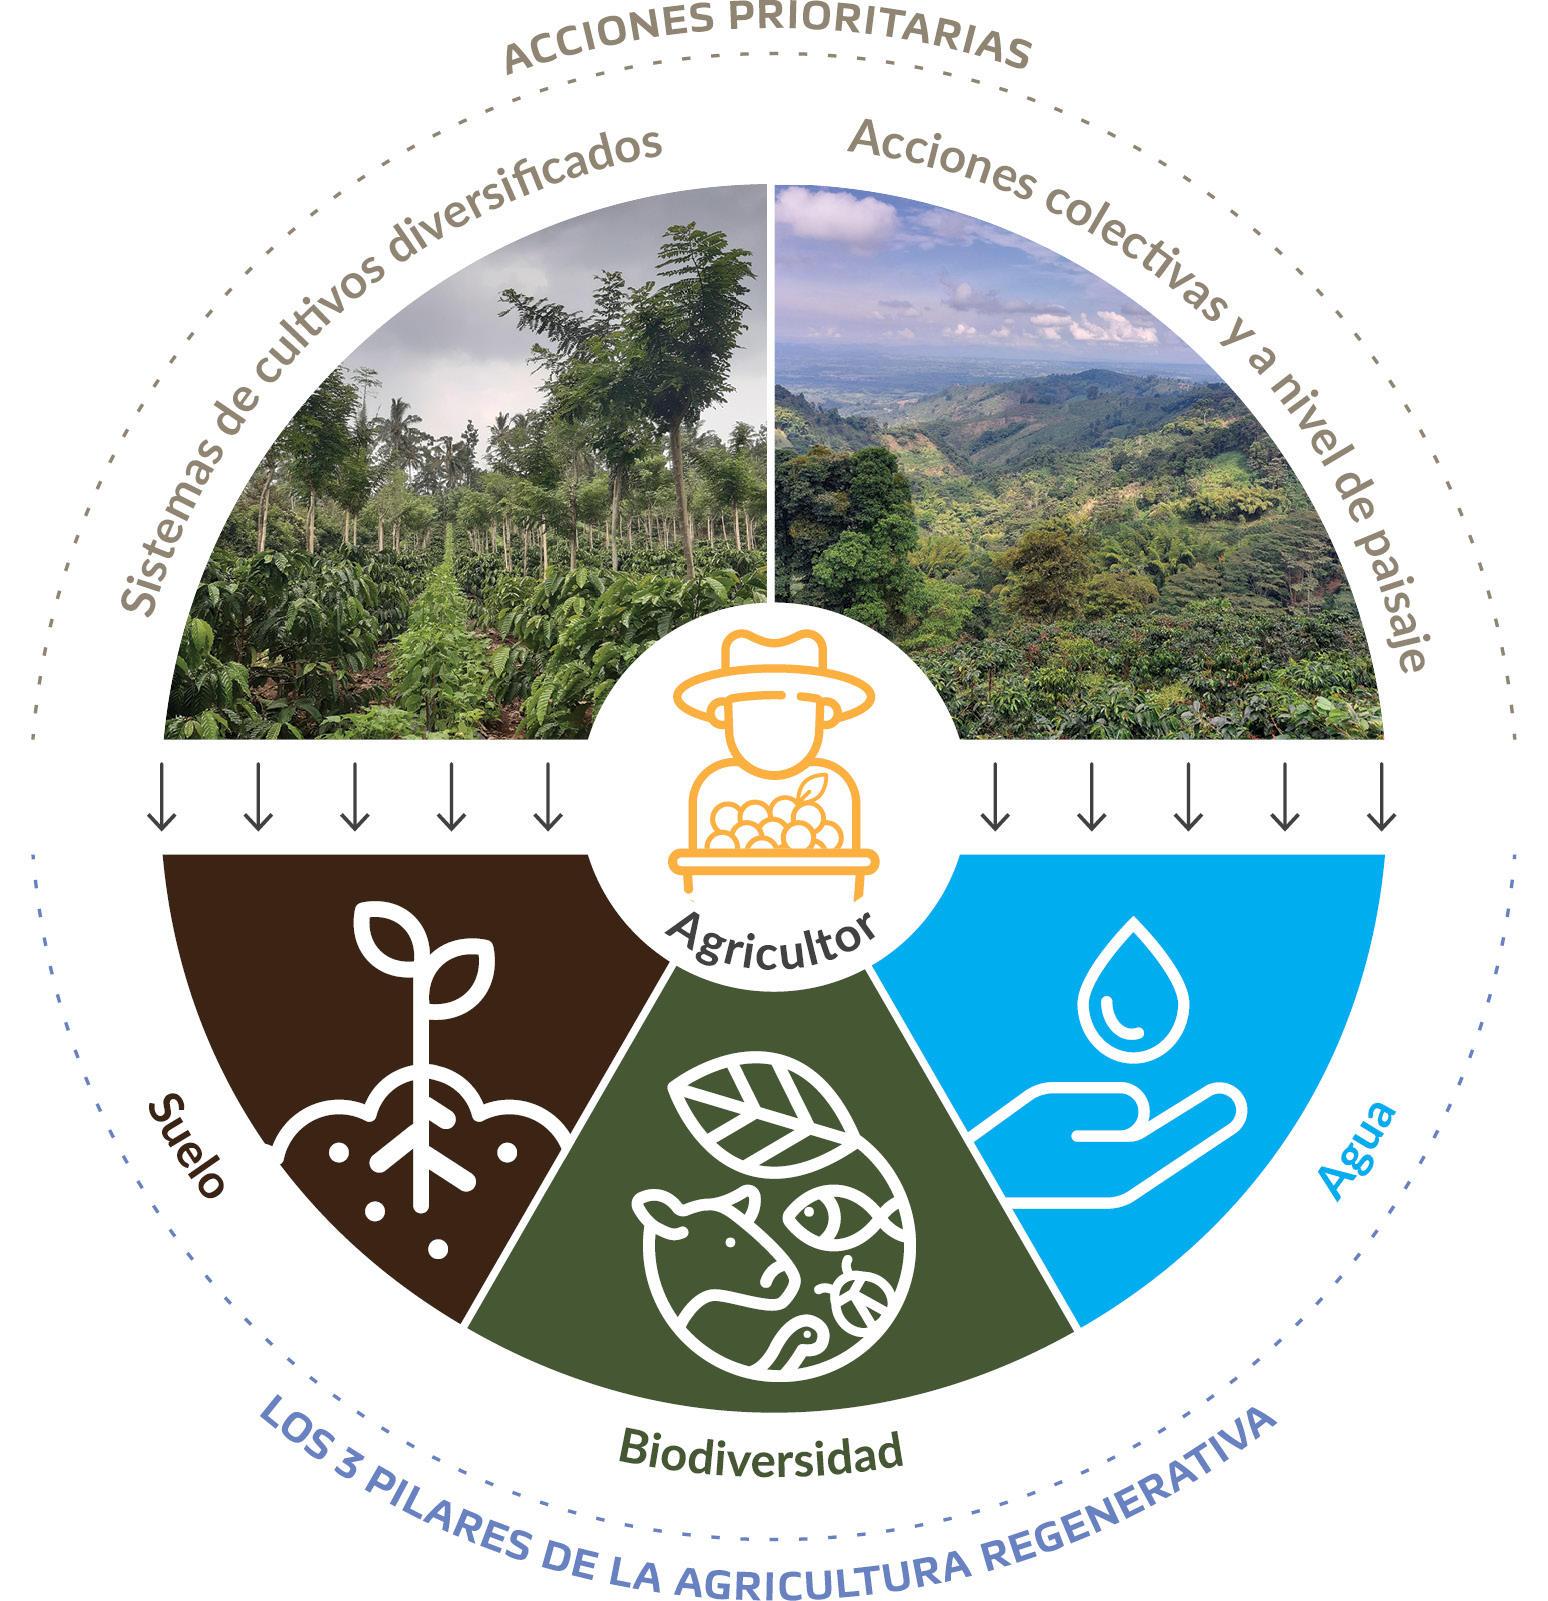 ACCIONES PRIORITARIAS
Sistemas de cultivos diversificados
Acciones colectivas y a nivel de paisaje
Agricultor
Suelo
Biodiversidad
Agua
LOS 3 PILARES DE LA AGRICULTURA REGENERATIVA